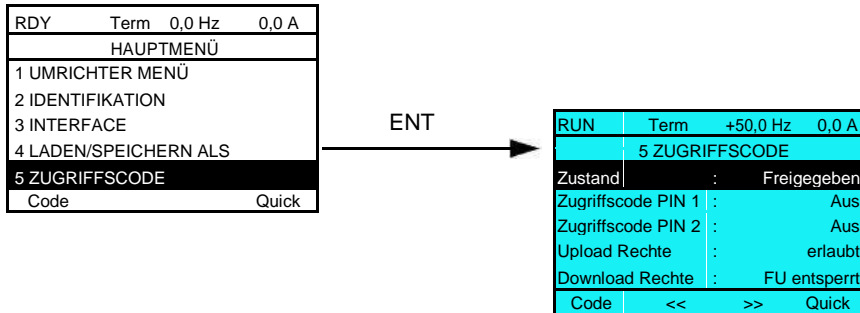 RDY Term 0,0 Hz 0,0 A
HAUPTMENÜ
1 UMRICHTER MENÜ
2 IDENTIFIKATION
3 INTERFACE
4 LADEN/SPEICHERN ALS
5 ZUGRIFFSCODE
Code Quick
ENT
RUN Term +50,0 Hz 0,0 A
5 ZUGRIFFSCODE
Zustand : Freigegeben
Zugriffscode PIN 1 : Aus
Zugriffscode PIN 2 : Aus
Upload Rechte : erlaubt
Download Rechte : FU entsperrt
Code << >> Quick